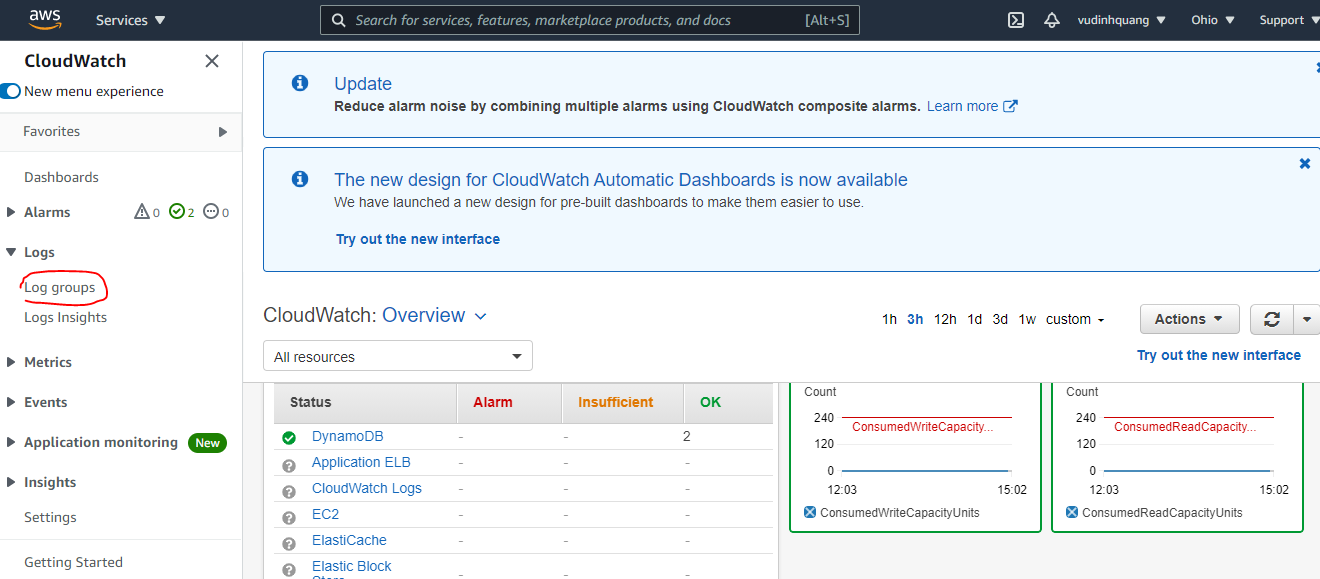 aws Services Search for services, features, marketplace products, and docs [Alt+S] vudinhquang Ohio Support
CloudWatch
New menu experience
Favorites
Dashboards
Alarms 0 2 0
Logs
Log groups
Logs Insights
Metrics
Events
Application monitoring New
Insights
Settings
Getting Started
Update
Reduce alarm noise by combining multiple alarms using CloudWatch composite alarms. Learn more
The new design for CloudWatch Automatic Dashboards is now available
We have launched a new design for pre-built dashboards to make them easier to use.
Try out the new interface
CloudWatch: Overview 1h 3h 12h 1d 3d 1w custom Actions
All resources Try out the new interface
Status Alarm Insufficient OK
DynamoDB - - 2
Application ELB - - -
CloudWatch Logs - - -
EC2 - - -
ElastiCache - - -
Elastic Block - - -
Count
240
ConsumedWriteCapacity...
120
0
12:03 15:02
ConsumedWriteCapacityUnits
Count
240
ConsumedReadCapacity...
120
0
12:03 15:02
ConsumedReadCapacityUnits